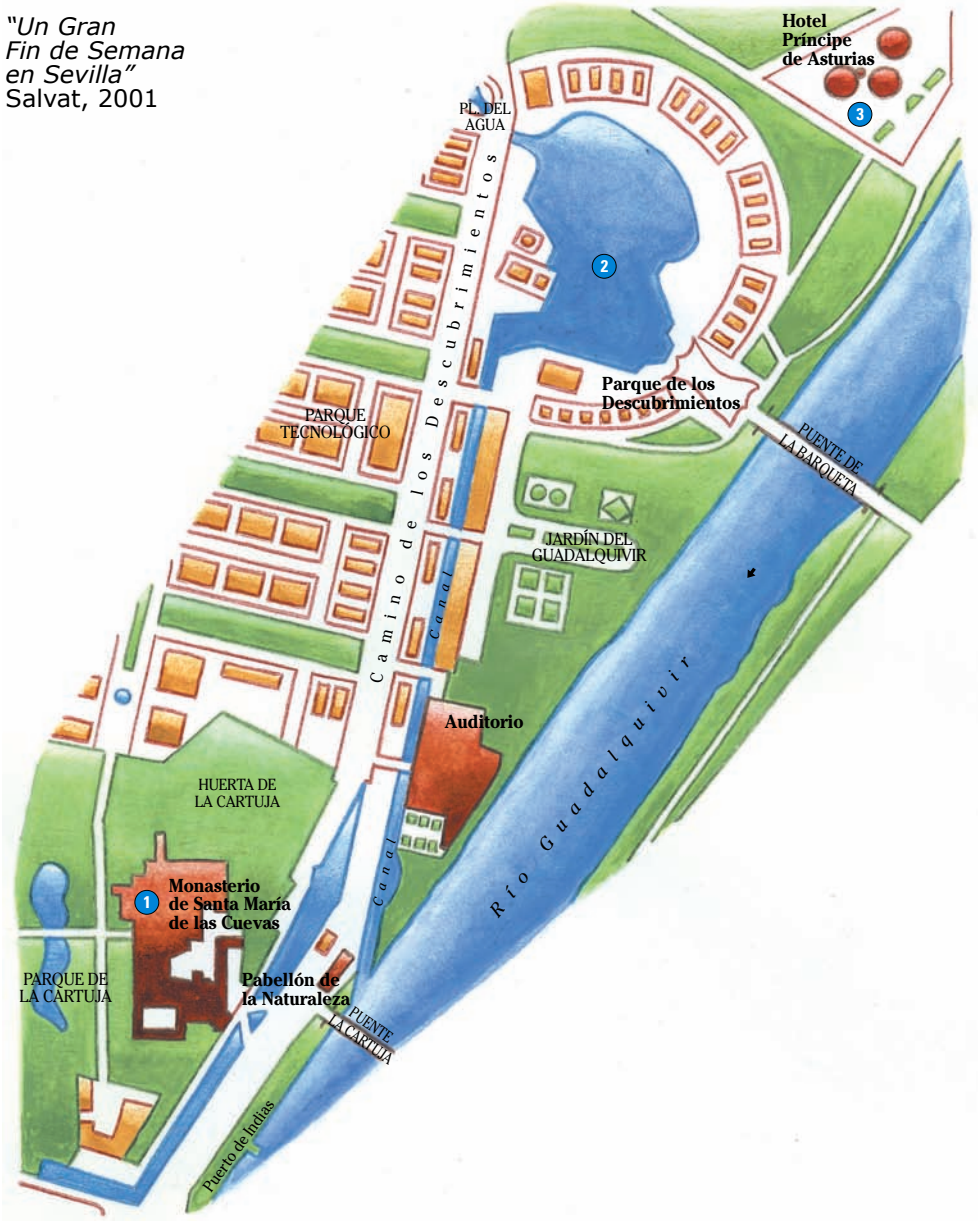 "Un Gran
Fin de Semana
en Sevilla"
Salvat, 2001
Hotel
Príncipe
de Asturias
3
PL. DEL
AGUA
2
Camino de los Descubrimientos
Parque de los
Descubrimientos
PARQUE
TECNOLÓGICO
PUENTE DE
LA BARQUETA
JARDÍN DEL
GUADALQUIVIR
Canal
Río Guadalquivir
Auditorio
HUERTA DE
LA CARTUJA
Canal
1
Monasterio
de Santa María
de las Cuevas
PARQUE DE
LA CARTUJA
Pabellón de
la Naturaleza
PUENTE
LA CARTUJA
Puerto de Indias